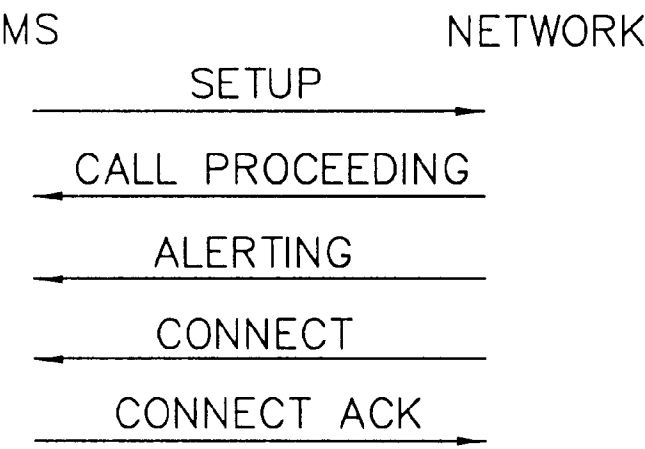 MS NETWORK
SETUP
CALL PROCEEDING
ALERTING
CONNECT
CONNECT ACK